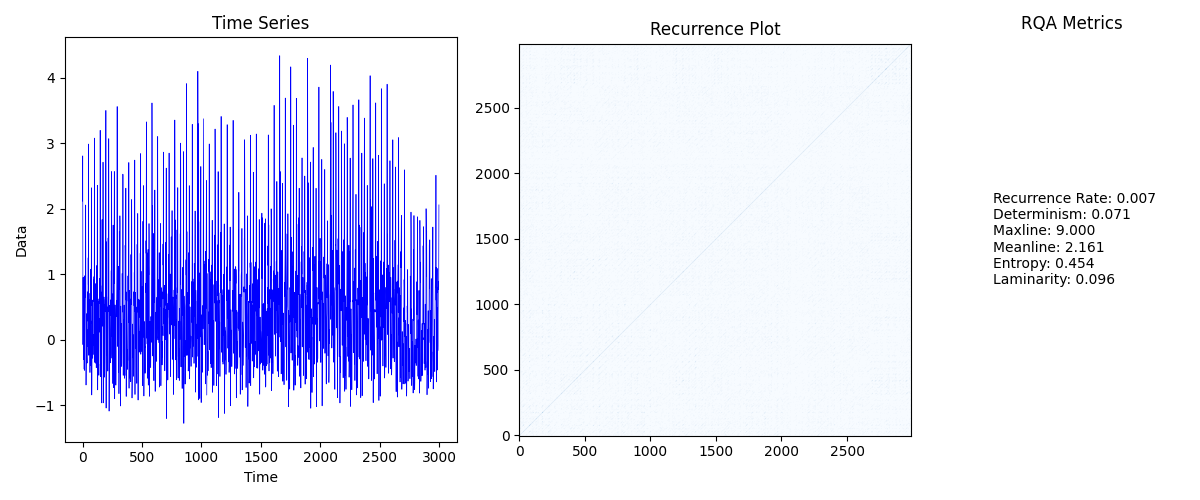 Time Series
Data
4
3
2
1
0
−1
0 500 1000 1500 2000 2500 3000
Time
Recurrence Plot
2500
2000
1500
1000
500
0
0 500 1000 1500 2000 2500
RQA Metrics
Recurrence Rate: 0.007
Determinism: 0.071
Maxline: 9.000
Meanline: 2.161
Entropy: 0.454
Laminarity: 0.096